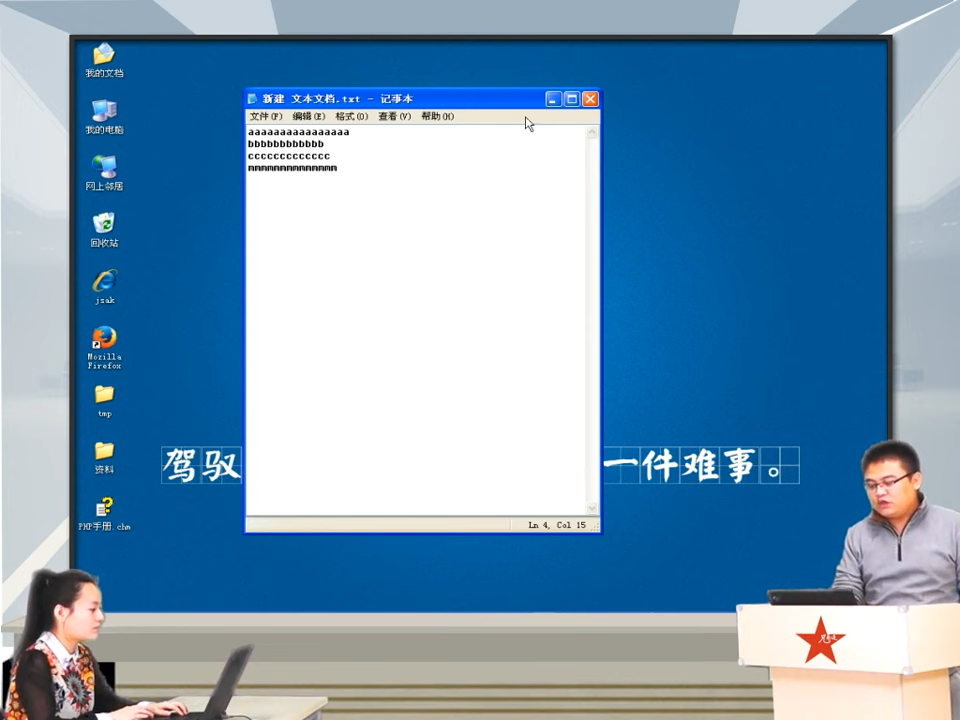 我的文档
我的电脑
网上邻居
回收站
jsak
Mozilla
Firefox
tmp
资料
PHP手册.chm
新建 文本文档.txt - 记事本
文件(F) 编辑(E) 格式(O) 查看(V) 帮助(H)
aaaaaaaaaaaaaaaa
bbbbbbbbbbbb
ccccccccccccc
mmmmmmmmmmmmmm
Ln 4, Col 15
驾驭 一件难事。